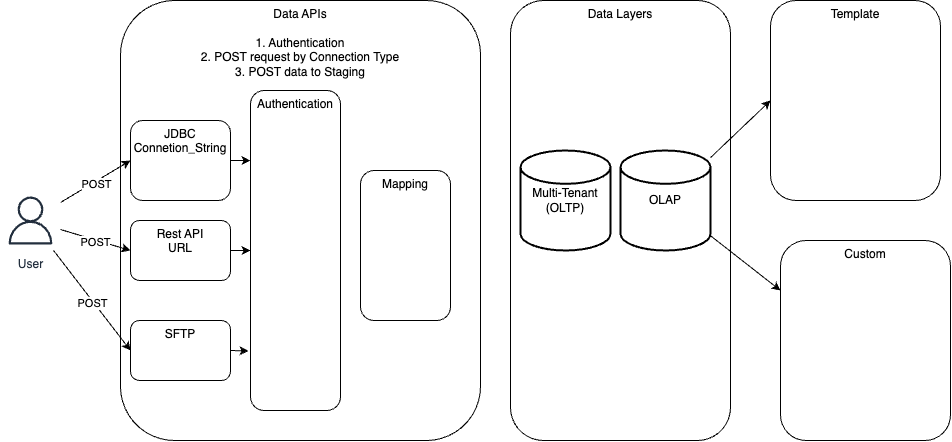 Data APIs
1. Authentication
2. POST request by Connection Type
3. POST data to Staging
Authentication
JDBC
Connetion_String
POST
Mapping
Rest API
URL
POST
User
POST
SFTP
Data Layers
Multi-Tenant
(OLTP)
OLAP
Template
Custom